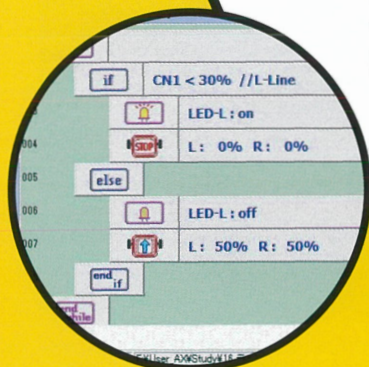 if CN1 < 30% //L-Line
LED-L : on
004 STOP L : 0% R : 0%
005 else
006 LED-L : off
007 L : 50% R : 50%
end if
end